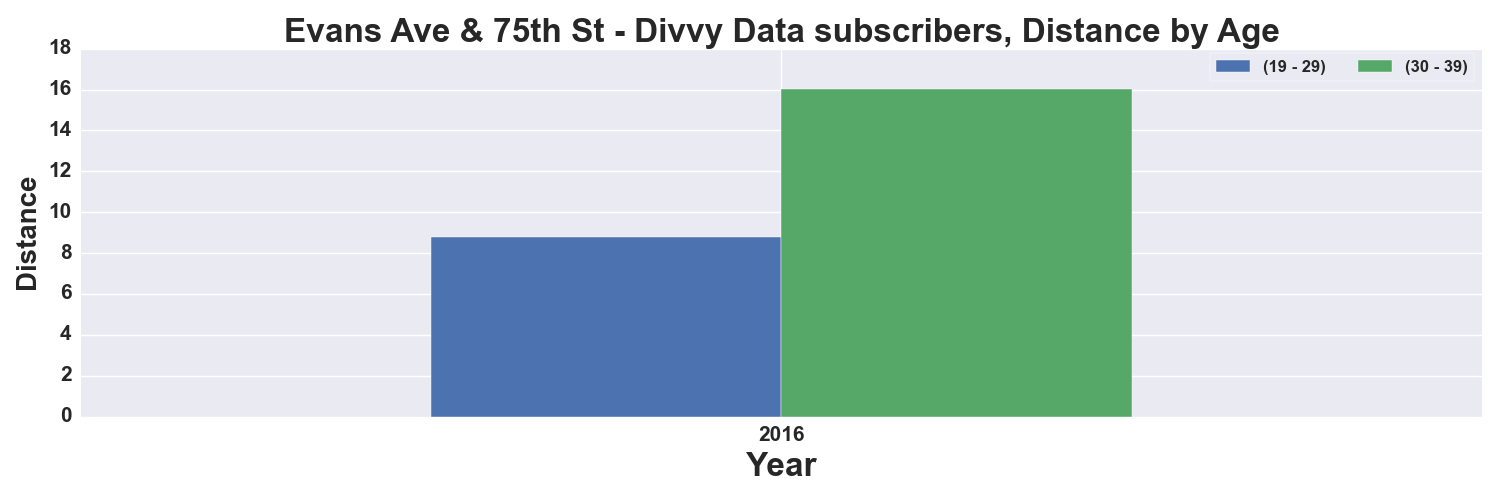 Evans Ave & 75th St - Divvy Data subscribers, Distance by Age
(19 - 29) (30 - 39)
18
16
14
12
10
8
6
4
2
0
Distance
2016
Year